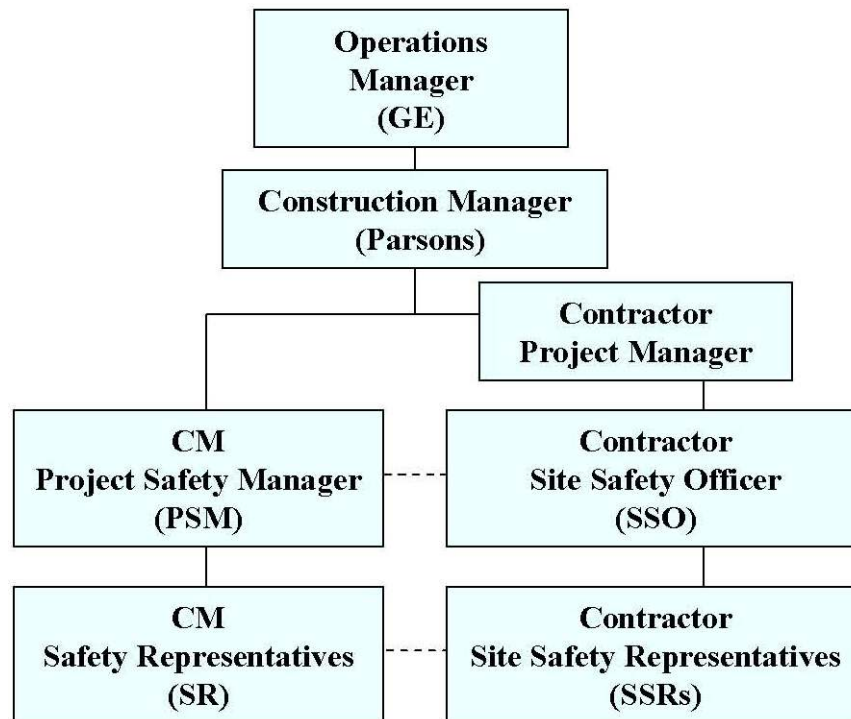 Operations
Manager
(GE)
Construction Manager
(Parsons)
Contractor
Project Manager
CM
Project Safety Manager
(PSM)
Contractor
Site Safety Officer
(SSO)
CM
Safety Representatives
(SR)
Contractor
Site Safety Representatives
(SSRs)